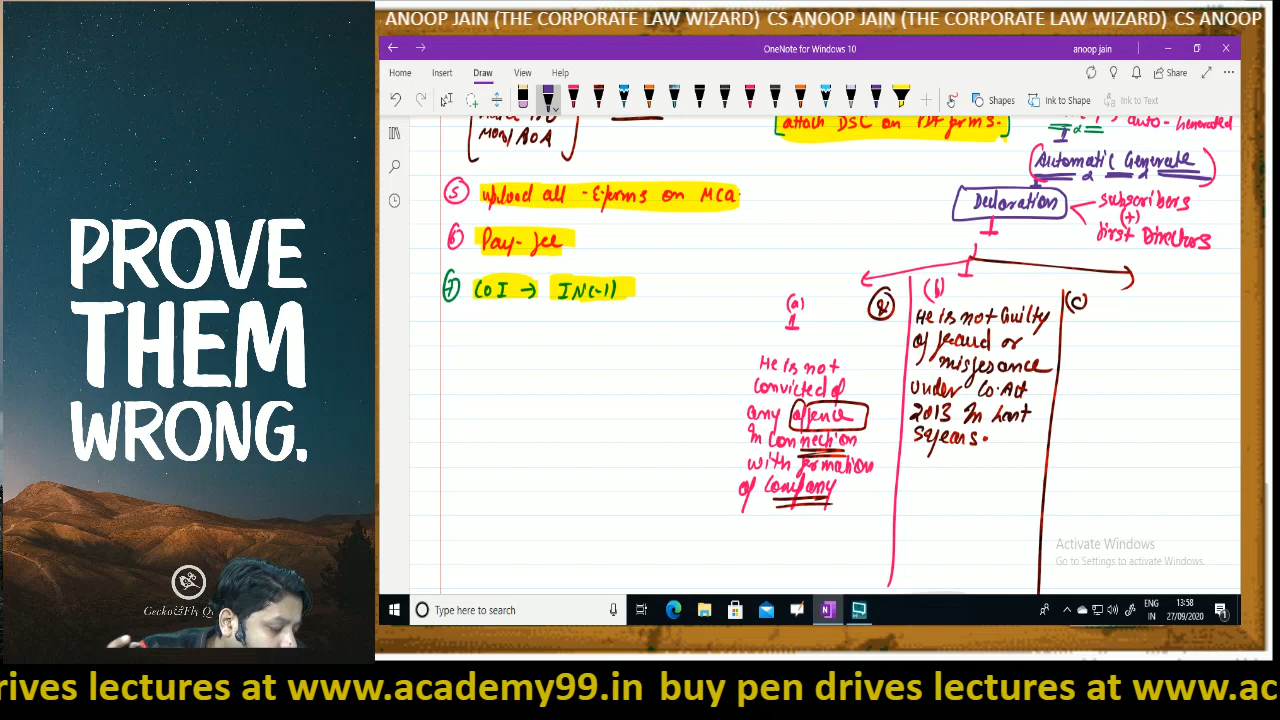 ANOOP JAIN (THE CORPORATE LAW WIZARD) CS ANOOP JAIN (THE CORPORATE LAW WIZARD) CS ANOOP
OneNote for Windows 10
anoop jain
Home Insert Draw View Help
Share
Shapes
Ink to Shape
Ink to Text
MOA/AOA
attach DSC on PDF forms.
auto-Generated
(Automatic Generate)
Declaration
subscribers
(+)
first Directors
5 upload all -E-forms on MCA.
6 Pay-fee
7 COI → INC-11
(a)
He is not
convicted of
any offence
in connection
with formation
of company
&
(b)
He is not Guilty
of fraud or
misfesance
under Co. Act
2013 in last
5years.
(c)
PROVE
THEM
WRONG.
Activate Windows
Go to Settings to activate Windows.
Type here to search
ENG
IN
13:58
27/09/2020
1
rives lectures at www.academy99.in buy pen drives lectures at www.ac